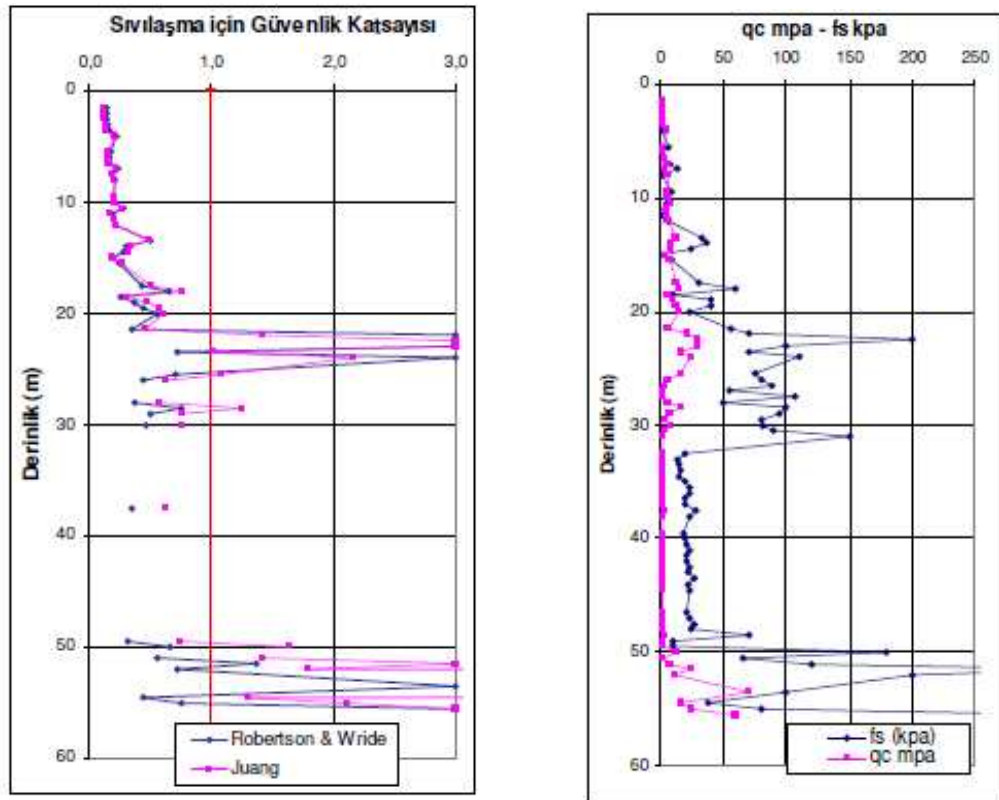 Sıvılaşma için Güvenlik Katsayısı
0,0 1,0 2,0 3,0
0
10
20
30
40
50
60
Derinlik (m)
Robertson & Wride
Juang
qc mpa - fs kpa
0 50 100 150 200 250
0
10
20
30
40
50
60
Derinlik (m)
fs (kpa)
qc mpa